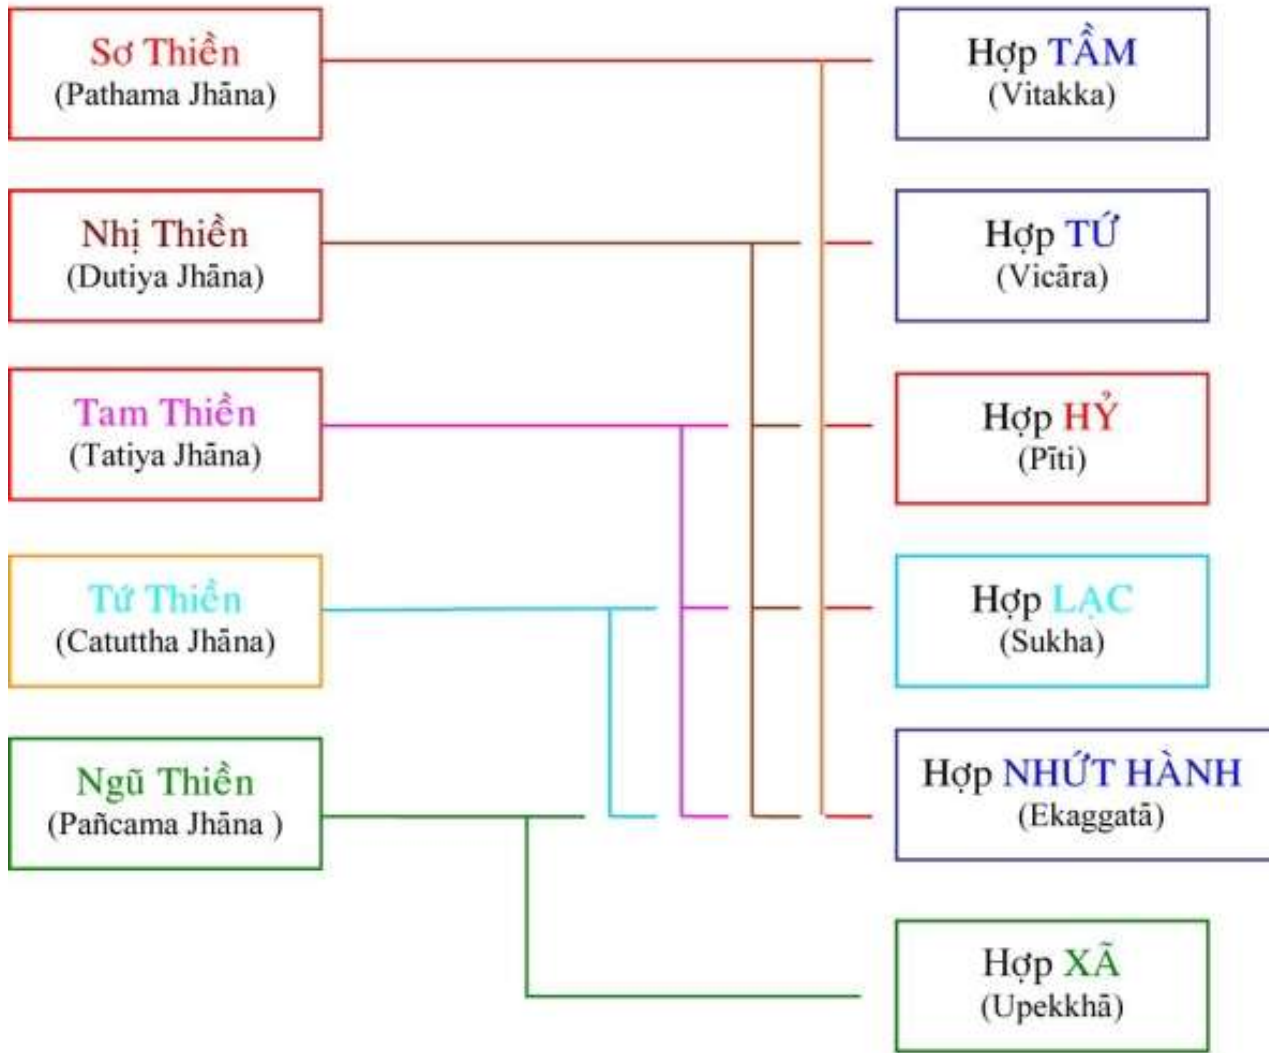 Sơ Thiền
(Pathama Jhāna)
Hợp TẦM
(Vitakka)
Nhị Thiền
(Dutiya Jhāna)
Hợp TỨ
(Vicāra)
Tam Thiền
(Tatiya Jhāna)
Hợp HỶ
(Pīti)
Tứ Thiền
(Catuttha Jhāna)
Hợp LẠC
(Sukha)
Ngũ Thiền
(Pañcama Jhāna )
Hợp NHỨT HÀNH
(Ekaggatā)
Hợp XÃ
(Upekkhā)